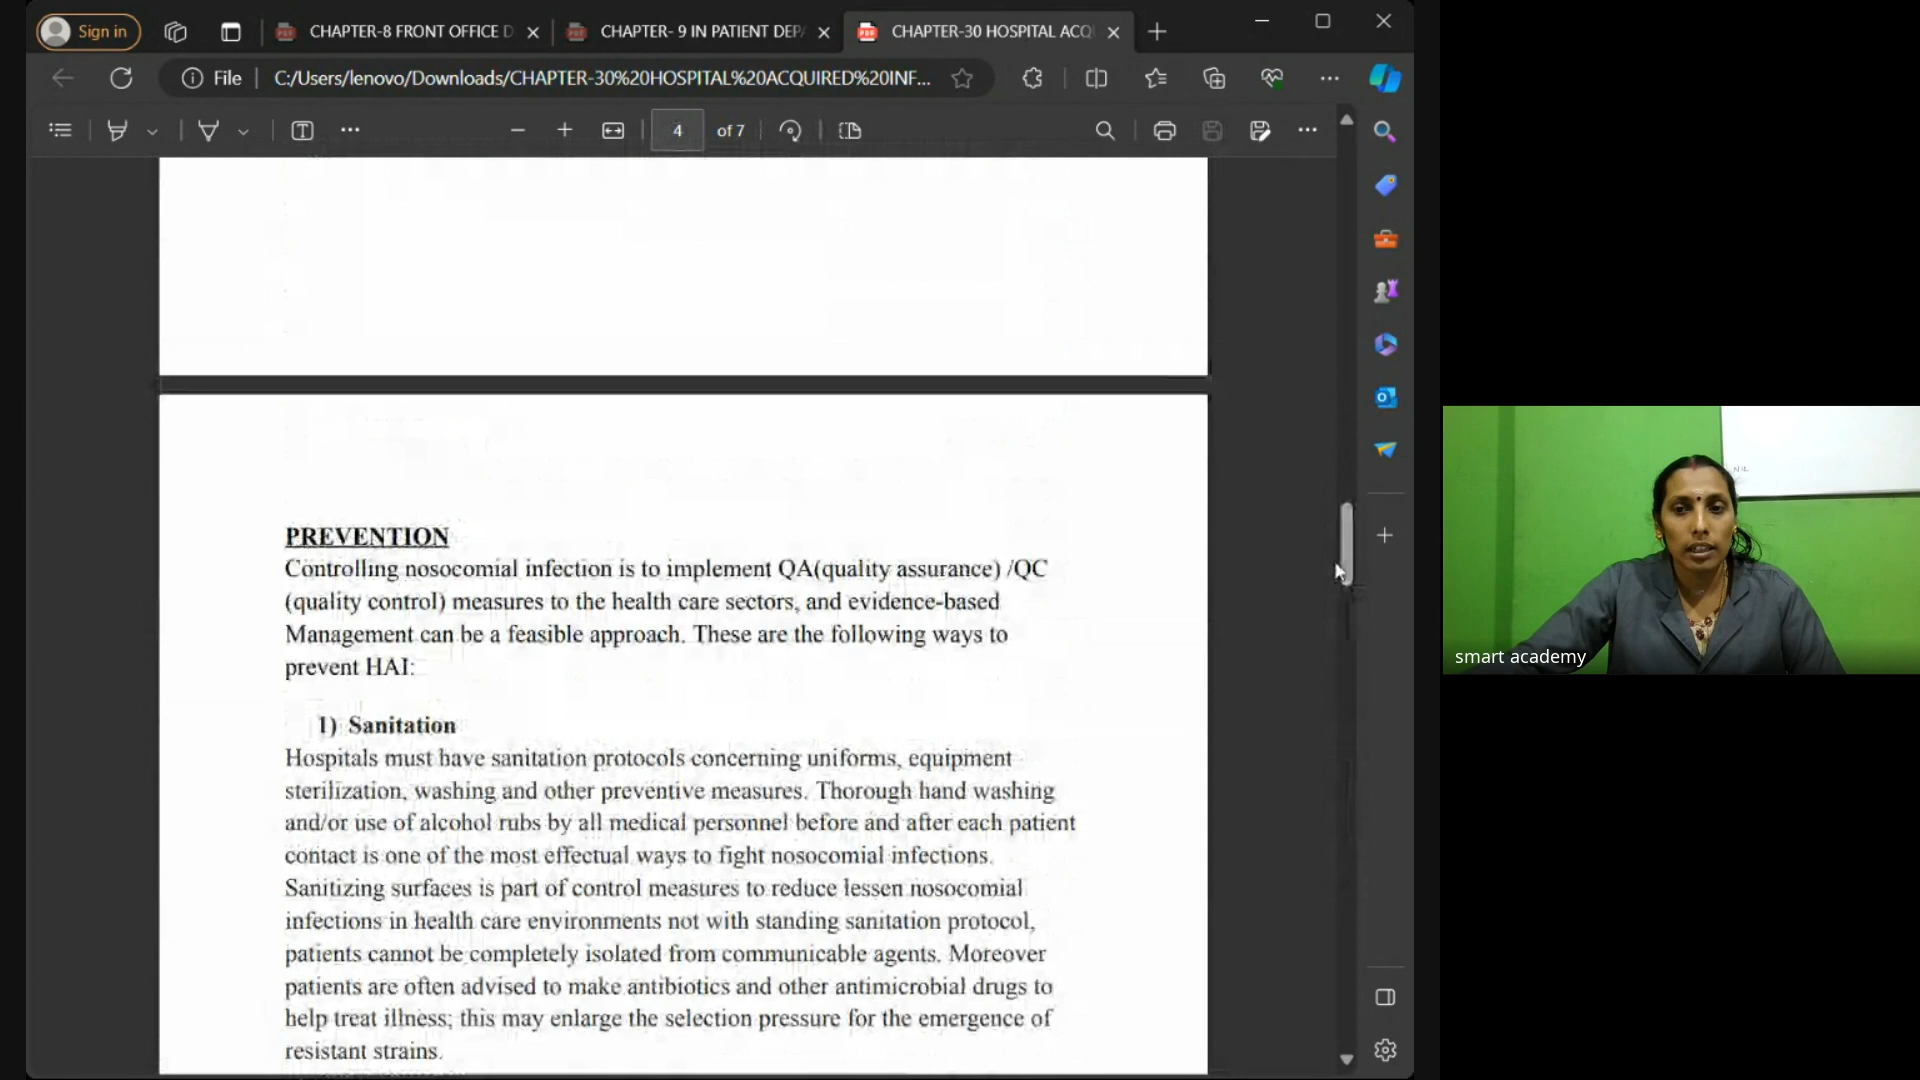 Sign in
CHAPTER-8 FRONT OFFICE D
CHAPTER- 9 IN PATIENT DEP
CHAPTER-30 HOSPITAL ACQ
File
C:/Users/lenovo/Downloads/CHAPTER-30%20HOSPITAL%20ACQUIRED%20INF...
4 of 7
PREVENTION
Controlling nosocomial infection is to implement QA(quality assurance) /QC
(quality control) measures to the health care sectors, and evidence-based
Management can be a feasible approach. These are the following ways to
prevent HAI:
1) Sanitation
Hospitals must have sanitation protocols concerning uniforms, equipment
sterilization, washing and other preventive measures. Thorough hand washing
and/or use of alcohol rubs by all medical personnel before and after each patient
contact is one of the most effectual ways to fight nosocomial infections.
Sanitizing surfaces is part of control measures to reduce lessen nosocomial
infections in health care environments not with standing sanitation protocol,
patients cannot be completely isolated from communicable agents. Moreover
patients are often advised to make antibiotics and other antimicrobial drugs to
help treat illness; this may enlarge the selection pressure for the emergence of
resistant strains.
smart academy